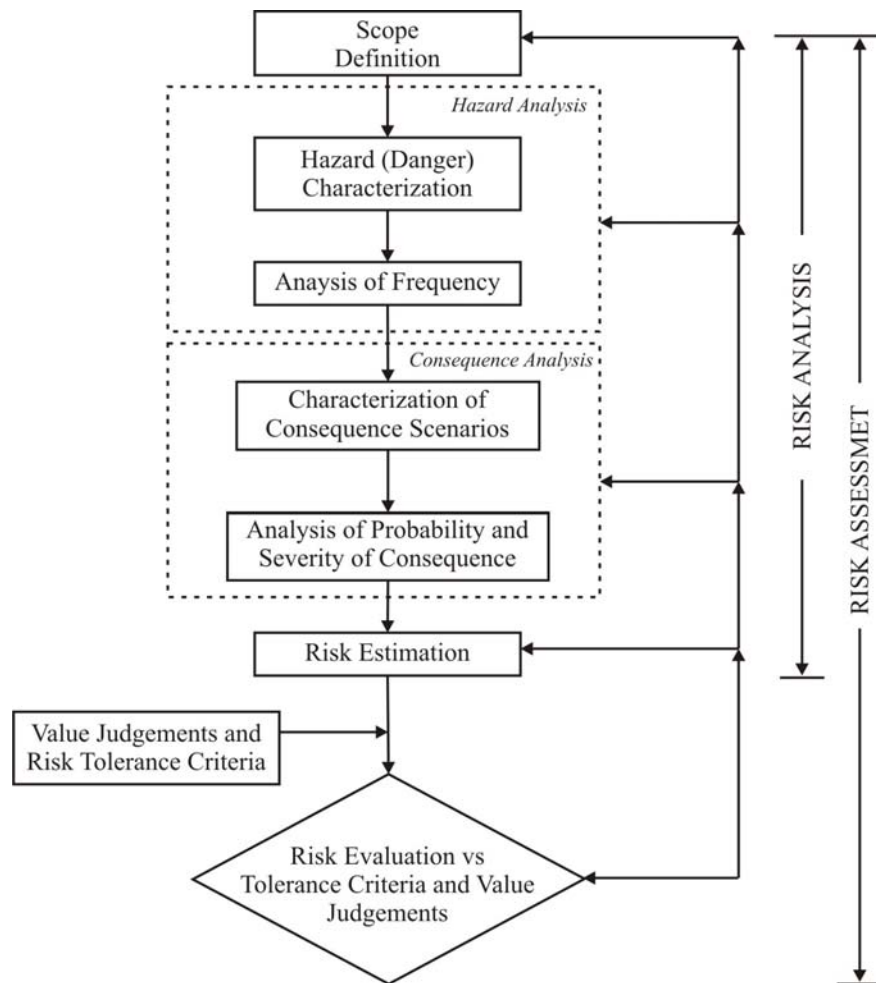 Scope
Definition
Hazard Analysis
Hazard (Danger)
Characterization
Anaysis of Frequency
Consequence Analysis
Characterization of
Consequence Scenarios
Analysis of Probability and
Severity of Consequence
Risk Estimation
Value Judgements and
Risk Tolerance Criteria
Risk Evaluation vs
Tolerance Criteria and Value
Judgements
RISK ANALYSIS
RISK ASSESSMET